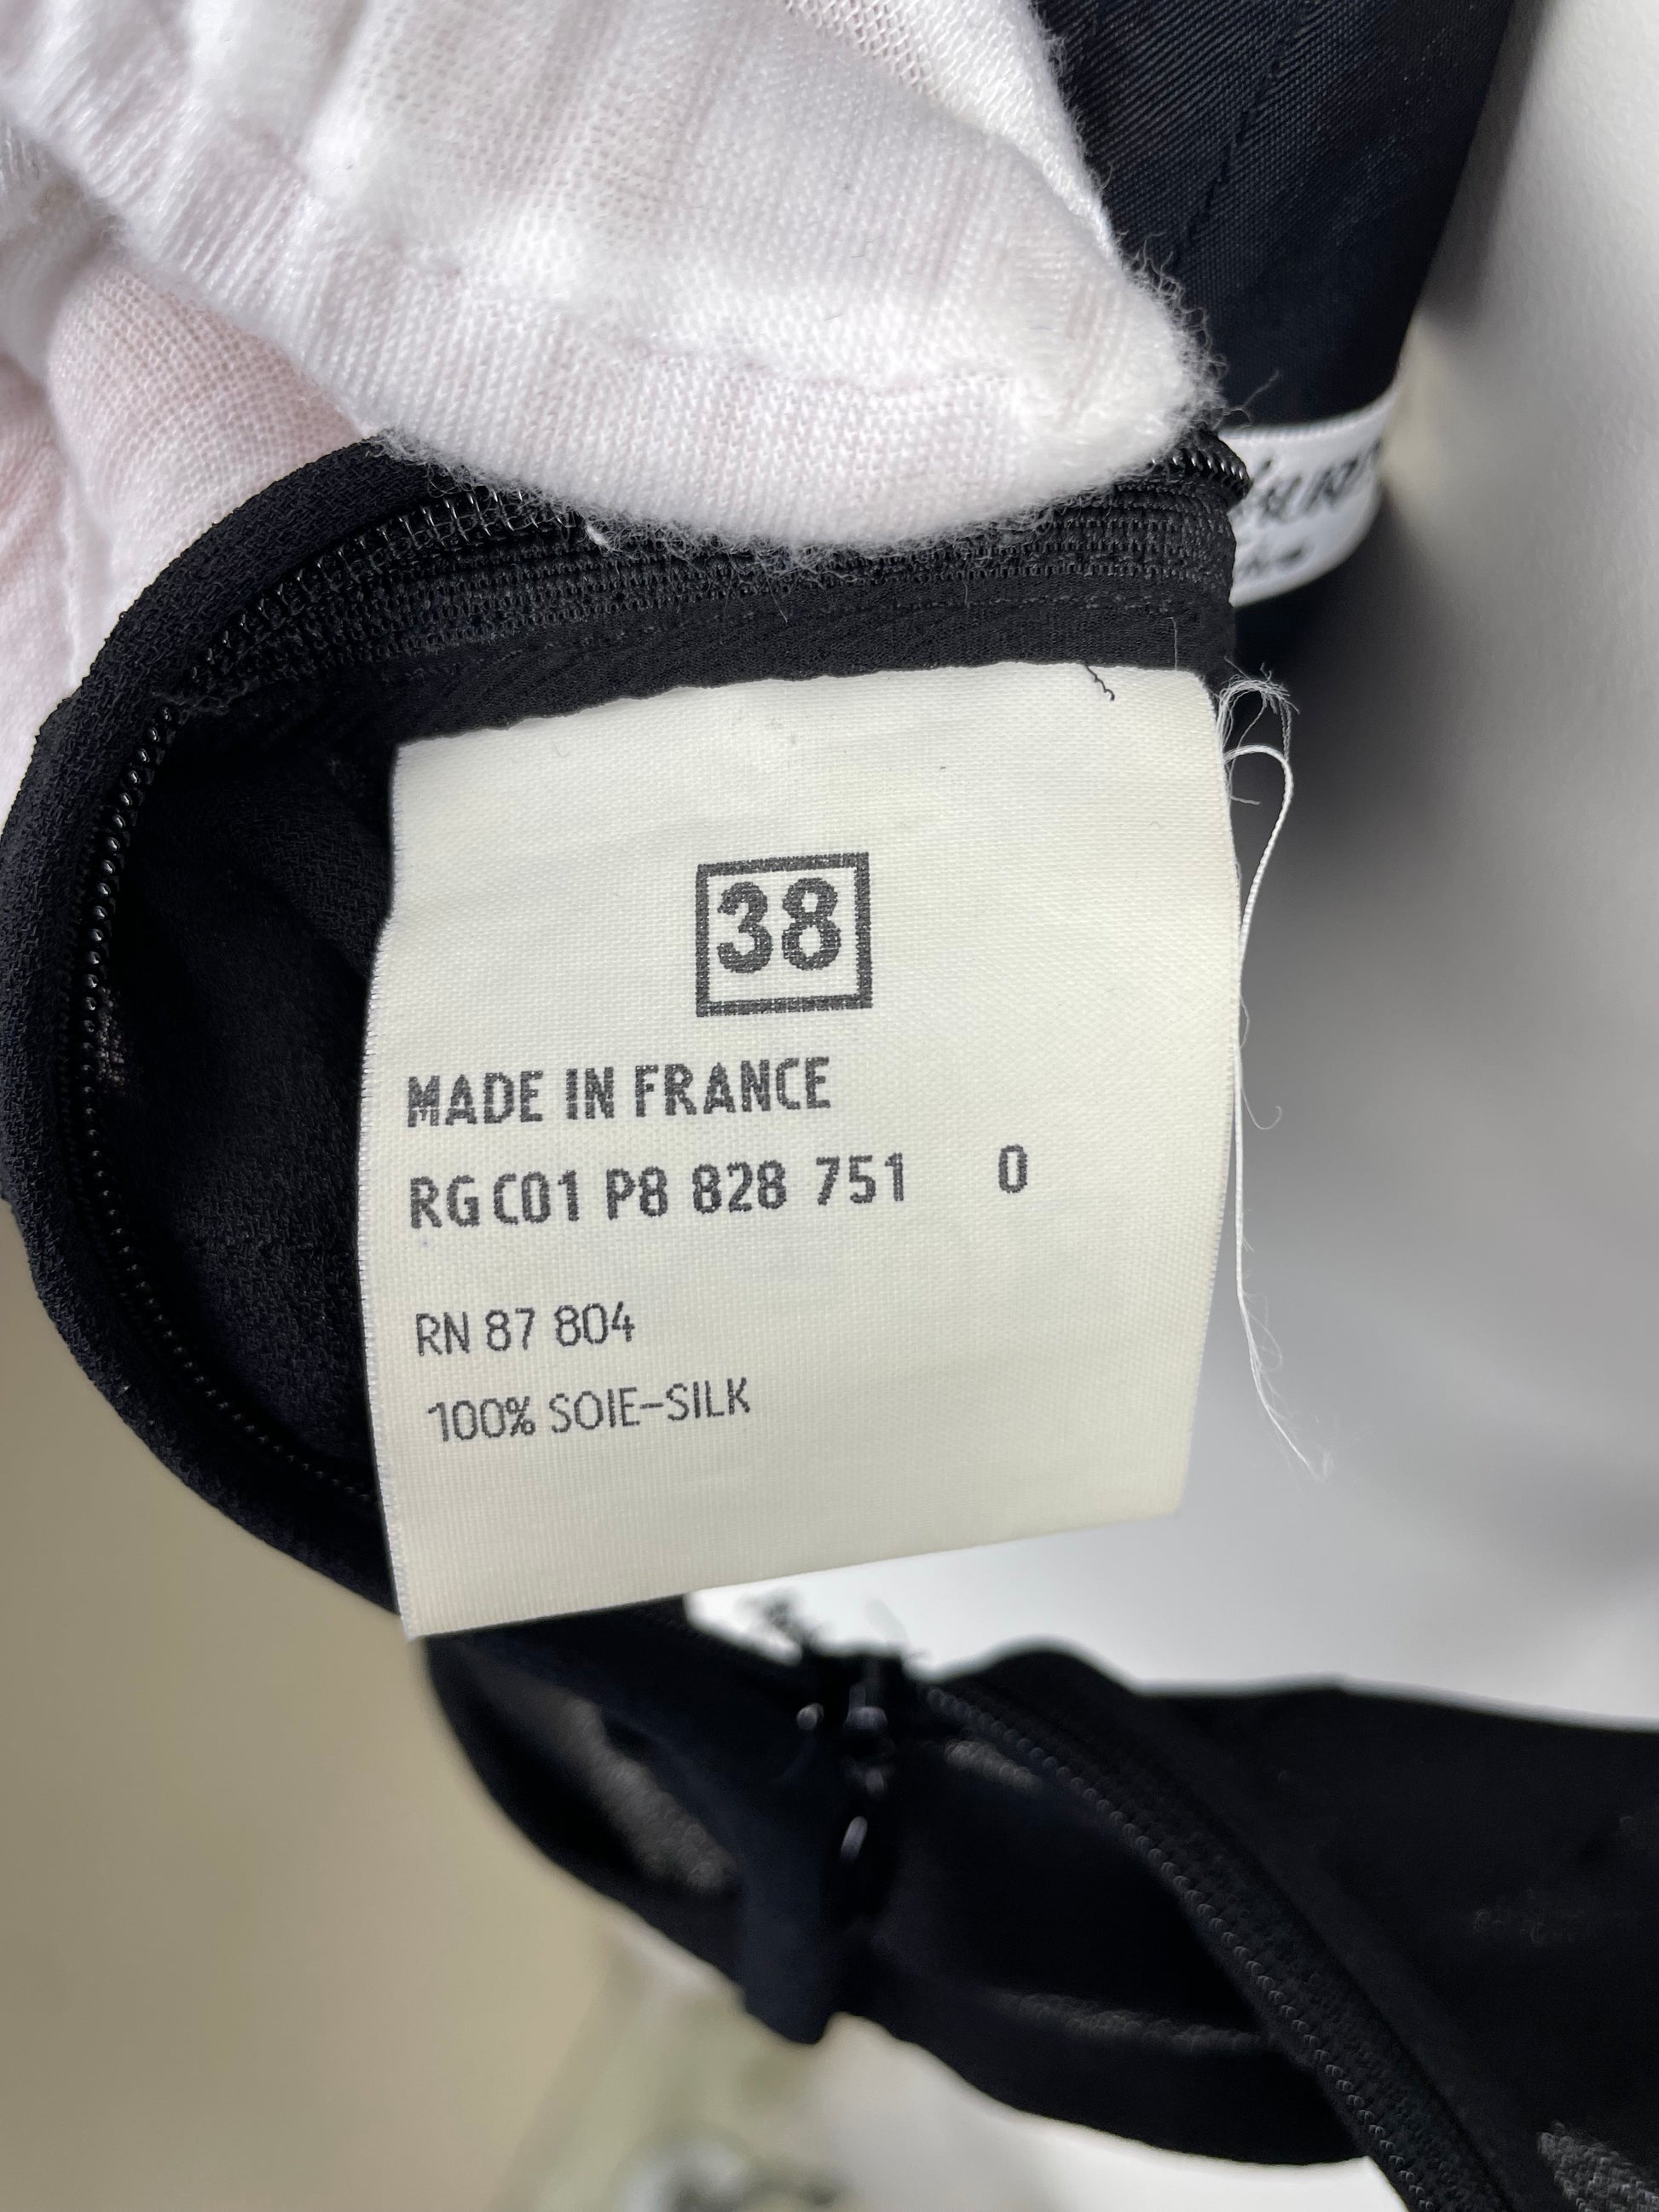 38
MADE IN FRANCE
RG C01 P8 828 751 0
RN 87 804
100% SOIE-SILK